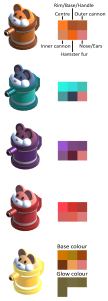 Rim/Base/Handle
Centre
Outer cannon
Inner cannon
Nose/Ears
Hamster fur
Base colour
Glow colour